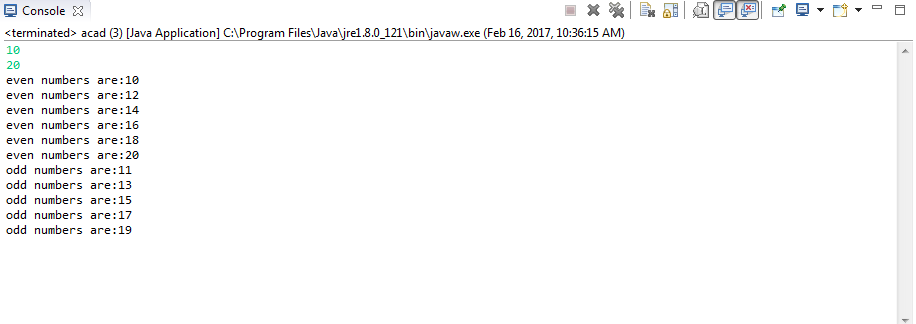 Console
<terminated> acad (3) [Java Application] C:\Program Files\Java\jre1.8.0_121\bin\javaw.exe (Feb 16, 2017, 10:36:15 AM)
10
20
even numbers are:10
even numbers are:12
even numbers are:14
even numbers are:16
even numbers are:18
even numbers are:20
odd numbers are:11
odd numbers are:13
odd numbers are:15
odd numbers are:17
odd numbers are:19